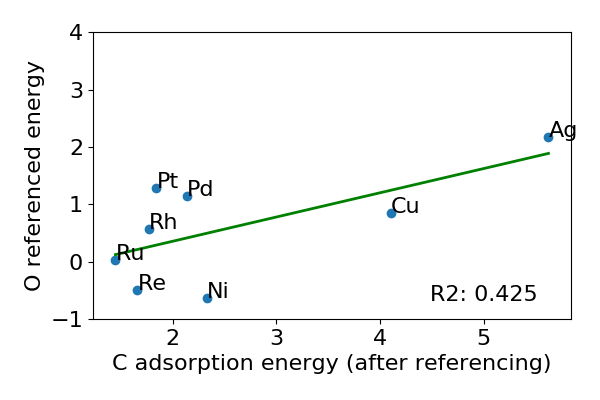 O referenced energy
4
3
2
1
0
−1
Ag
Pt
Pd
Cu
Rh
Ru
Re
Ni
R2: 0.425
2
3
4
5
C adsorption energy (after referencing)